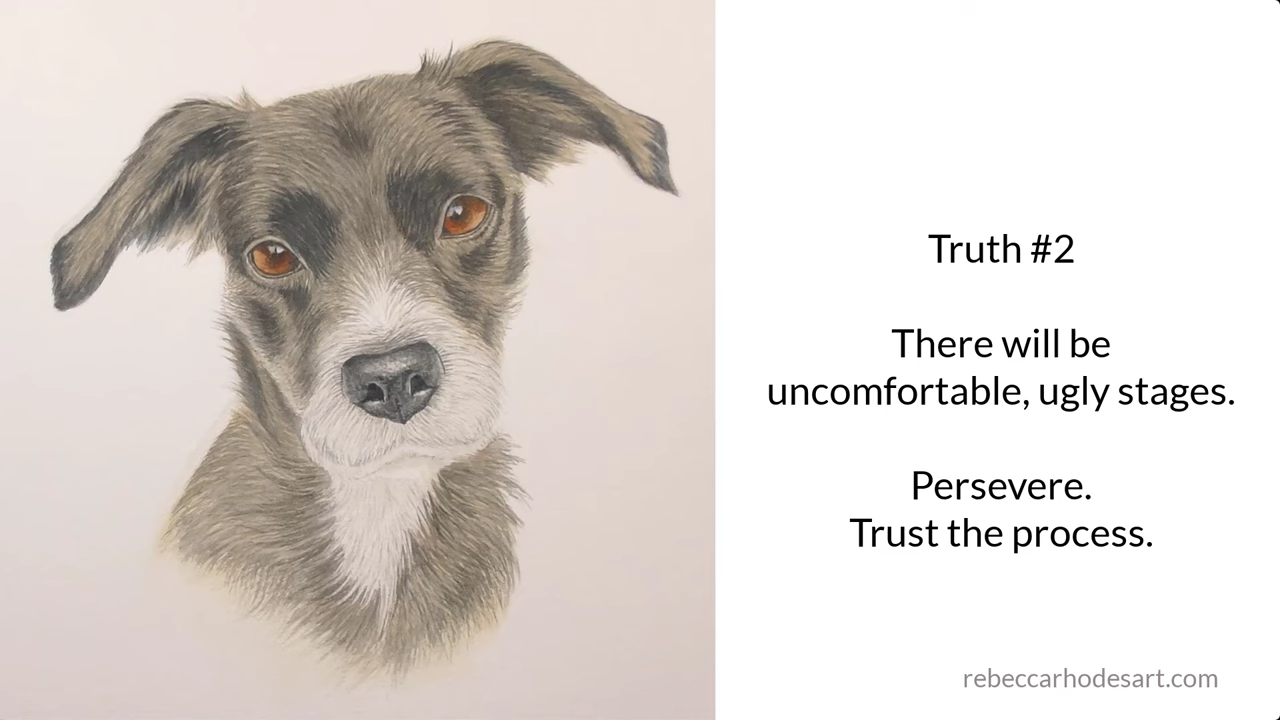 Truth #2
There will be
uncomfortable, ugly stages.
Persevere.
Trust the process.
rebeccarhodesart.com